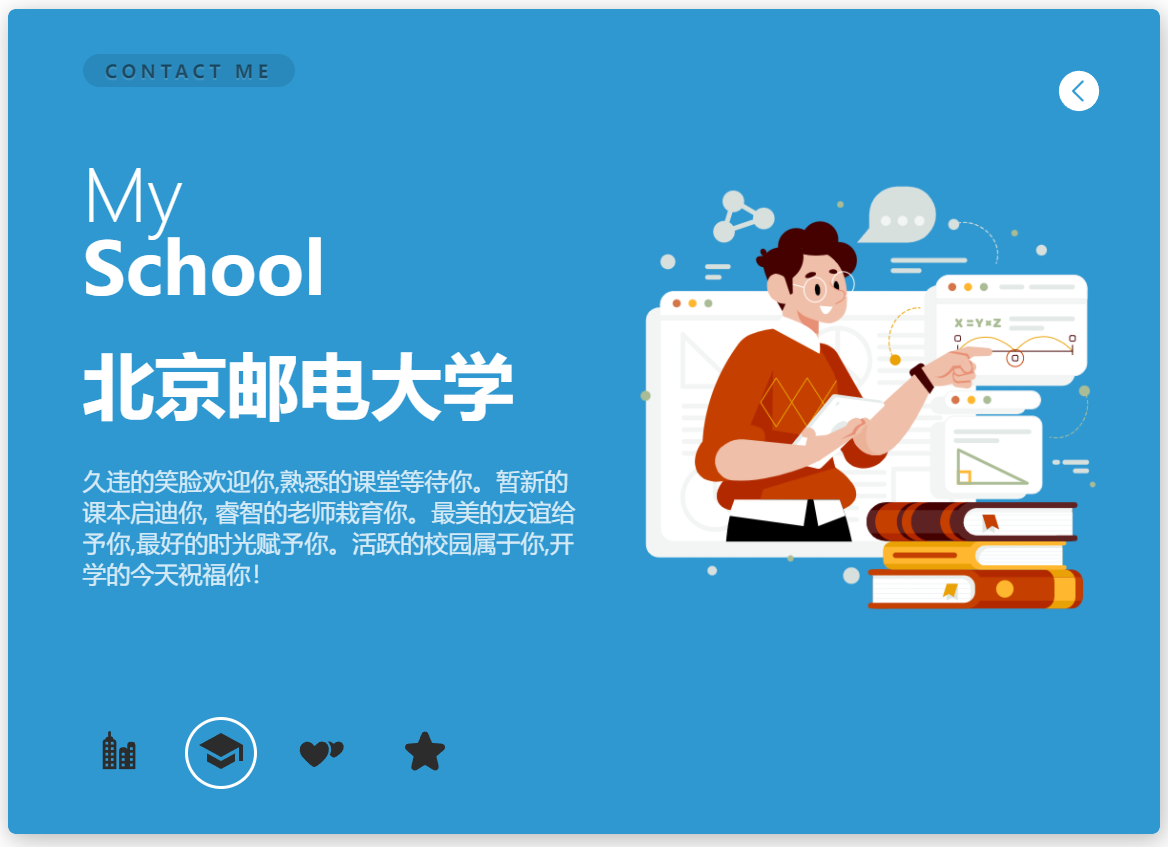 CONTACT ME
My
School
北京邮电大学
久违的笑脸欢迎你,熟悉的课堂等待你。暂新的
课本启迪你, 睿智的老师栽育你。最美的友谊给
予你,最好的时光赋予你。活跃的校园属于你,开
学的今天祝福你!
X=Y*Z